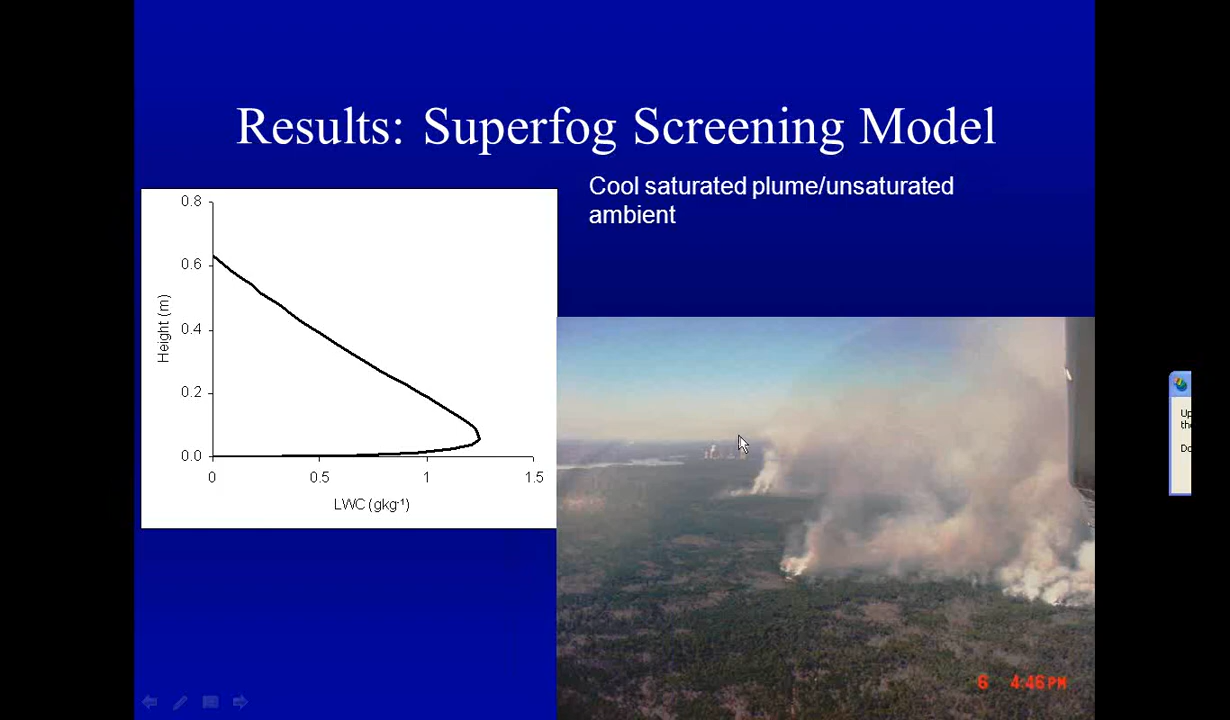 Results: Superfog Screening Model
Cool saturated plume/unsaturated
ambient
0.8
0.6
0.4
0.2
0.0
Height (m)
0 0.5 1 1.5
LWC (gkg⁻¹)
6 4:46 PM